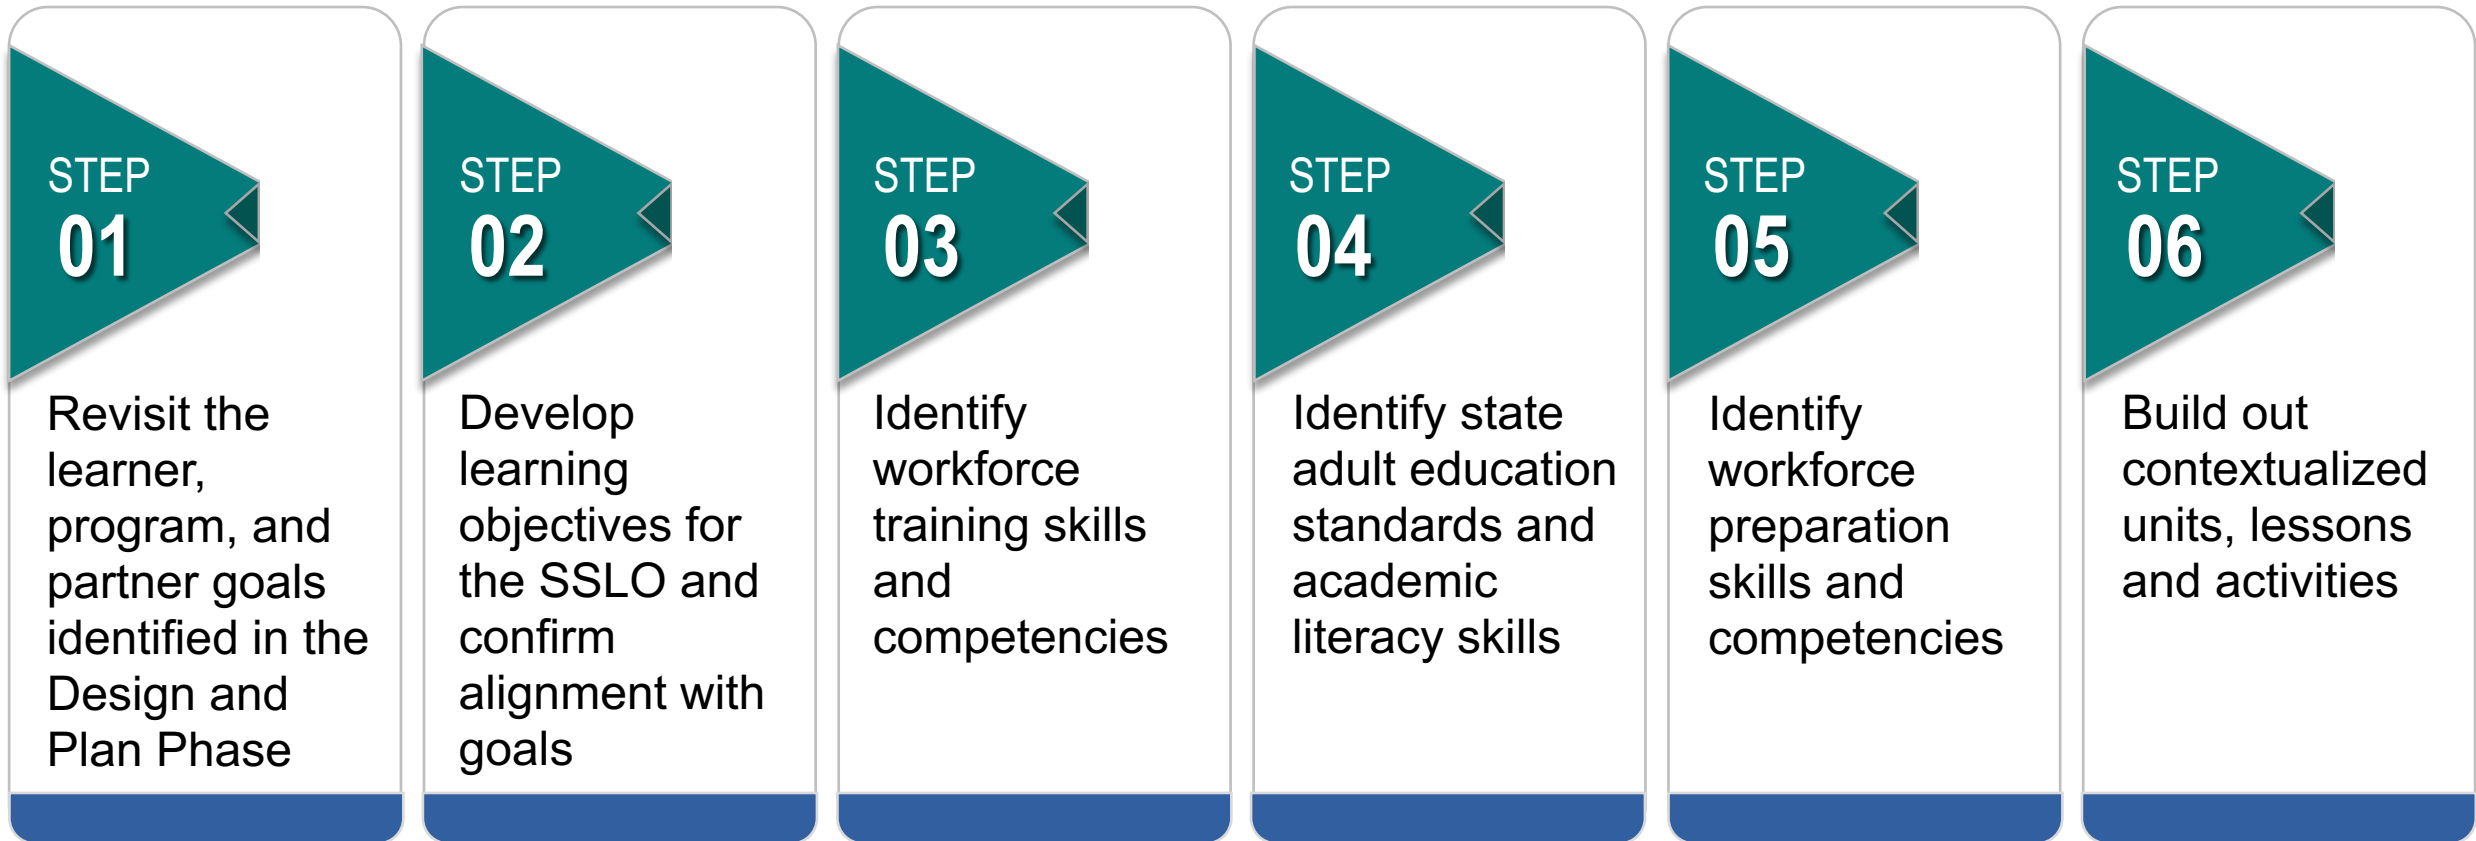 STEP
01
Revisit the
learner,
program, and
partner goals
identified in the
Design and
Plan Phase
STEP
02
Develop
learning
objectives for
the SSLO and
confirm
alignment with
goals
STEP
03
Identify
workforce
training skills
and
competencies
STEP
04
Identify state
adult education
standards and
academic
literacy skills
STEP
05
Identify
workforce
preparation
skills and
competencies
STEP
06
Build out
contextualized
units, lessons
and activities